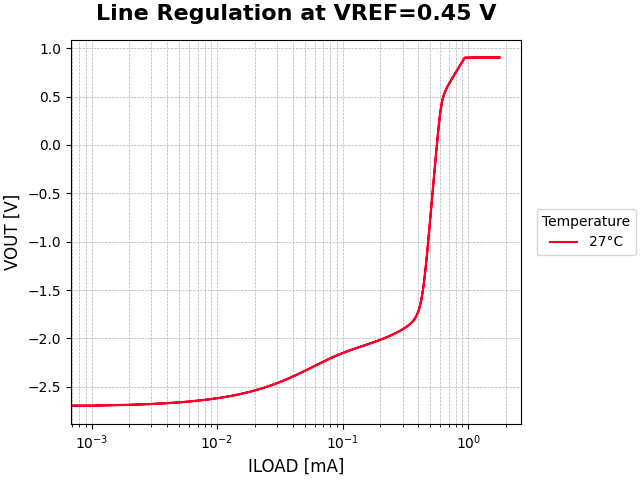 Line Regulation at VREF=0.45 V
1.0
0.5
0.0
−0.5
−1.0
−1.5
−2.0
−2.5
VOUT [V]
10⁻³
10⁻²
10⁻¹
10⁰
ILOAD [mA]
Temperature
27°C